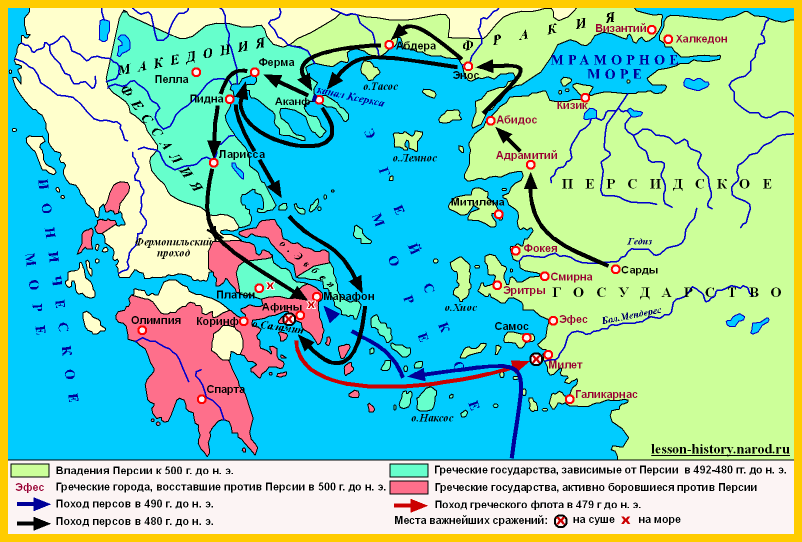 МАКЕДОНИЯ
ФРАКИЯ
Византий
Халкедон
Абдера
Ферма
Пелла
Энос
МРАМОРНОЕ
МОРЕ
о.Тасос
канал Ксеркса
Пидна
Аканф
Кизик
Абидос
ФЕССАЛИЯ
Ларисса
о..Темнос
Адрамитий
ПЕРСИДСКОЕ
ИОНИЧЕСКОЕ
МОРЕ
ЭГЕЙСКОЕ
МОРЕ
Митилена
Фермопильский
проход
о.Эвбея
Фокея
Гедиз
Смирна
Сарды
Платеи
Марафон
о.Хиос
Эритры
ГОСУДАРСТВО
Олимпия
Коринф
Афины
о.Саламин
Самос
Эфес
Бол.Мендерес
Милет
Спарта
о.Наксос
Галикарнас
lesson-history.narod.ru
Владения Персии к 500 г. до н. э.
Греческие государства, зависимые от Персии в 492-480 гг. до н. э.
Эфес Греческие города, восставшие против Персии в 500 г. до н. э.
Греческие государства, активно боровшиеся против Персии
Поход персов в 490 г. до н. э.
Поход греческого флота в 479 г до н. э.
Поход персов в 480 г. до н. э.
Места важнейших сражений: на суше на море